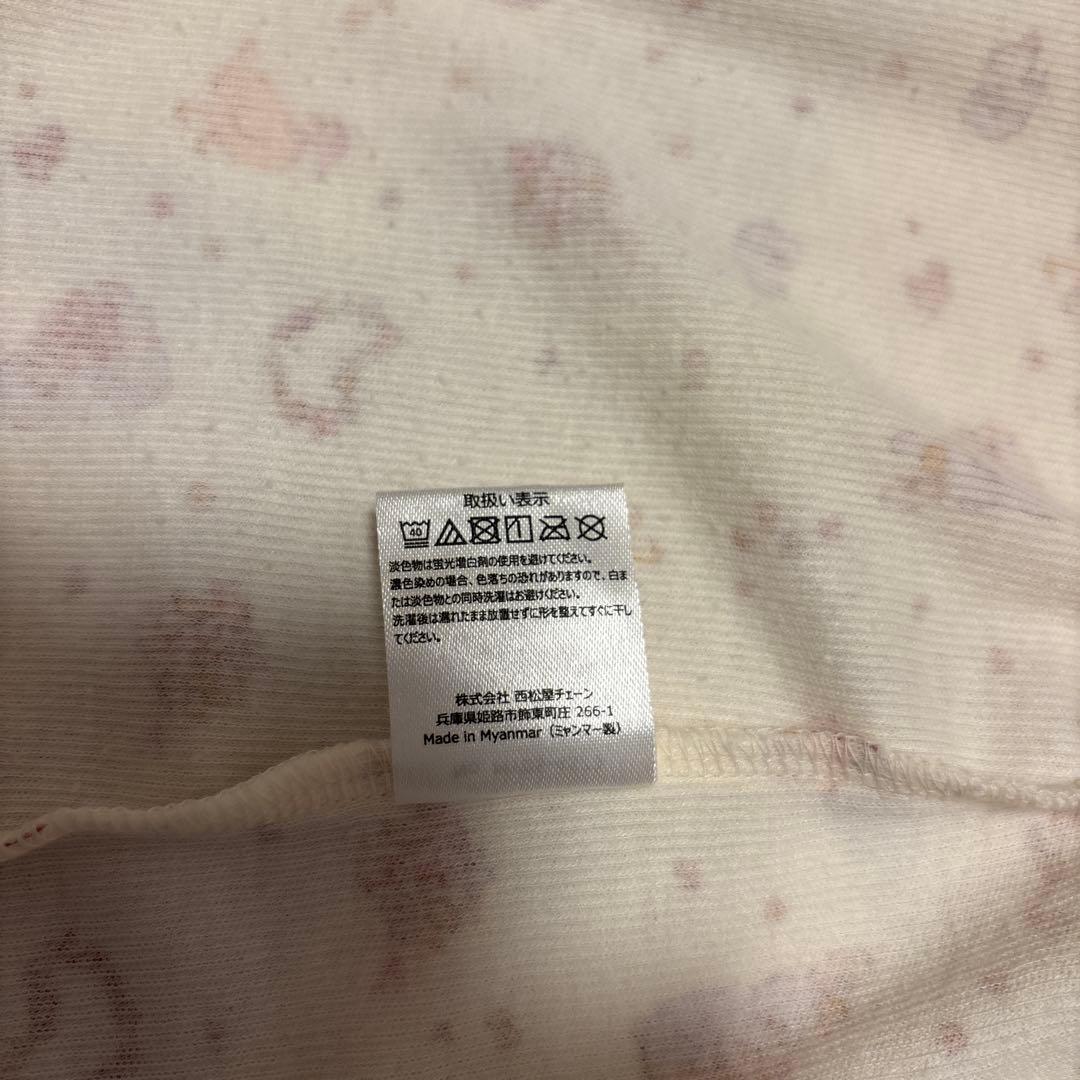 取扱い表示
40
淡色物は蛍光増白剤の使用を避けてください。
濃色染めの場合、色落ちの恐れがありますので、白ま
たは淡色物との同時洗濯はお避けください。
洗濯後は濡れたまま放置せずに形を整えてすぐに干し
てください。
株式会社 西松屋チェーン
兵庫県姫路市飾東町庄 266-1
Made in Myanmar（ミャンマー製）